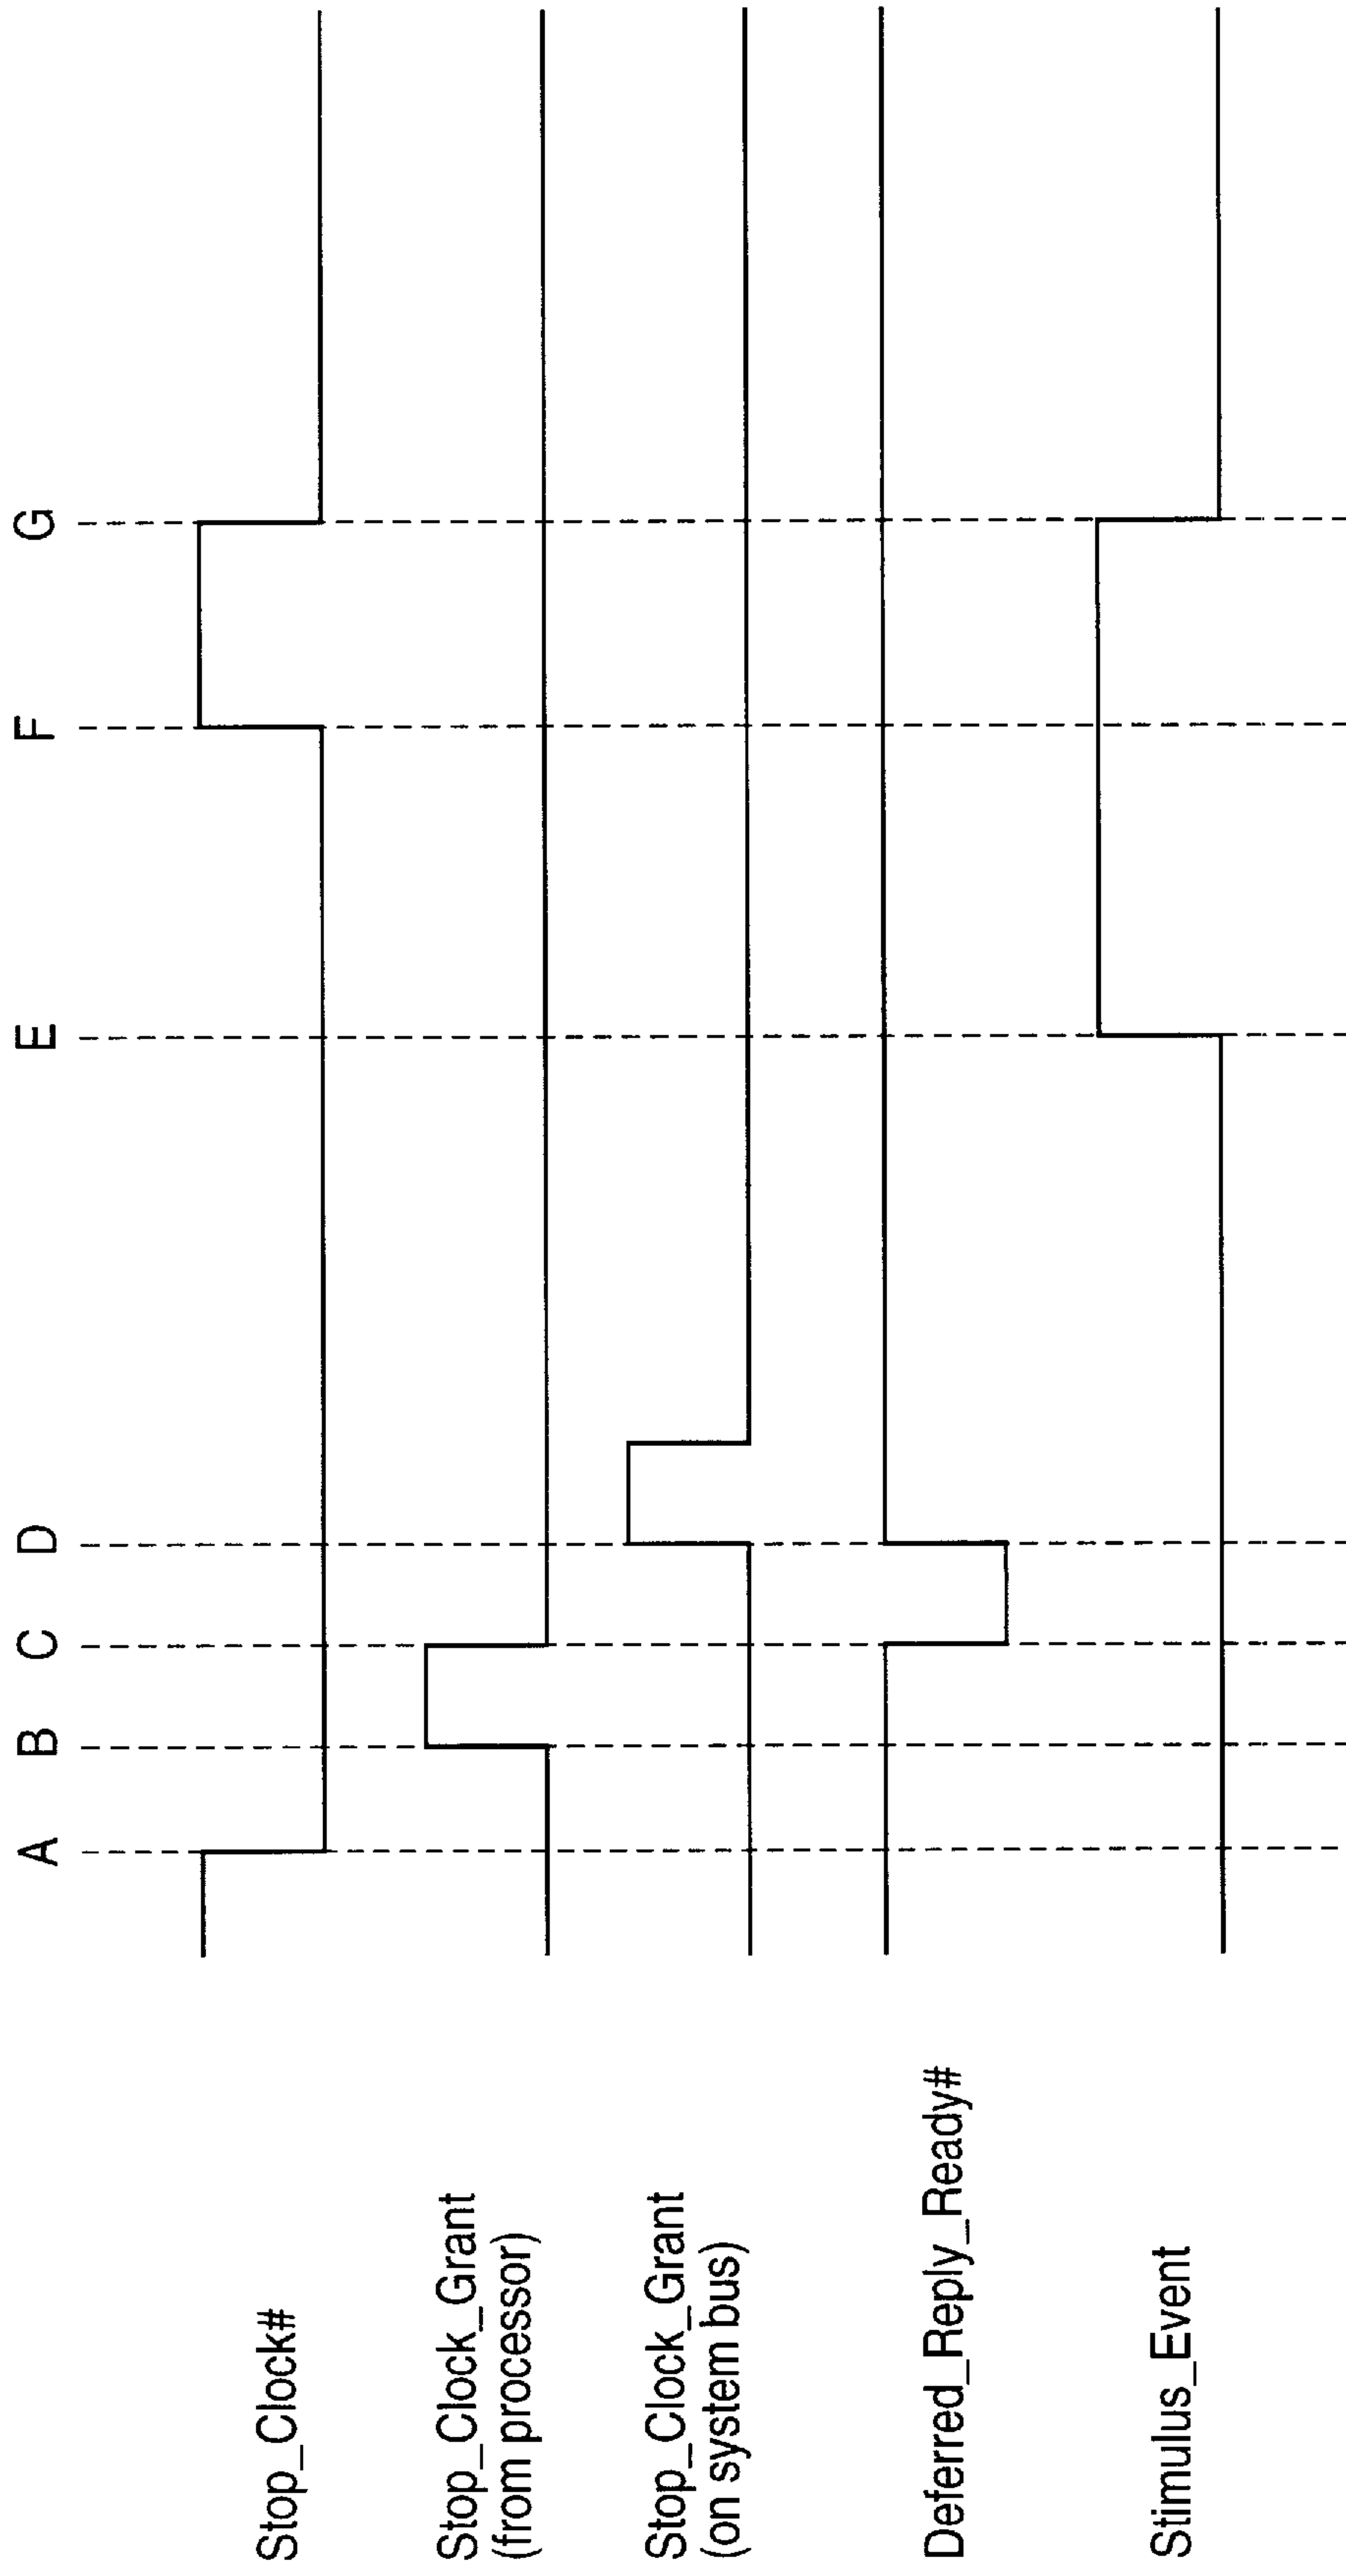 A B C D E F G
Stop_Clock#
Stop_Clock_Grant
(from processor)
Stop_Clock_Grant
(on system bus)
Deferred_Reply_Ready#
Stimulus_Event